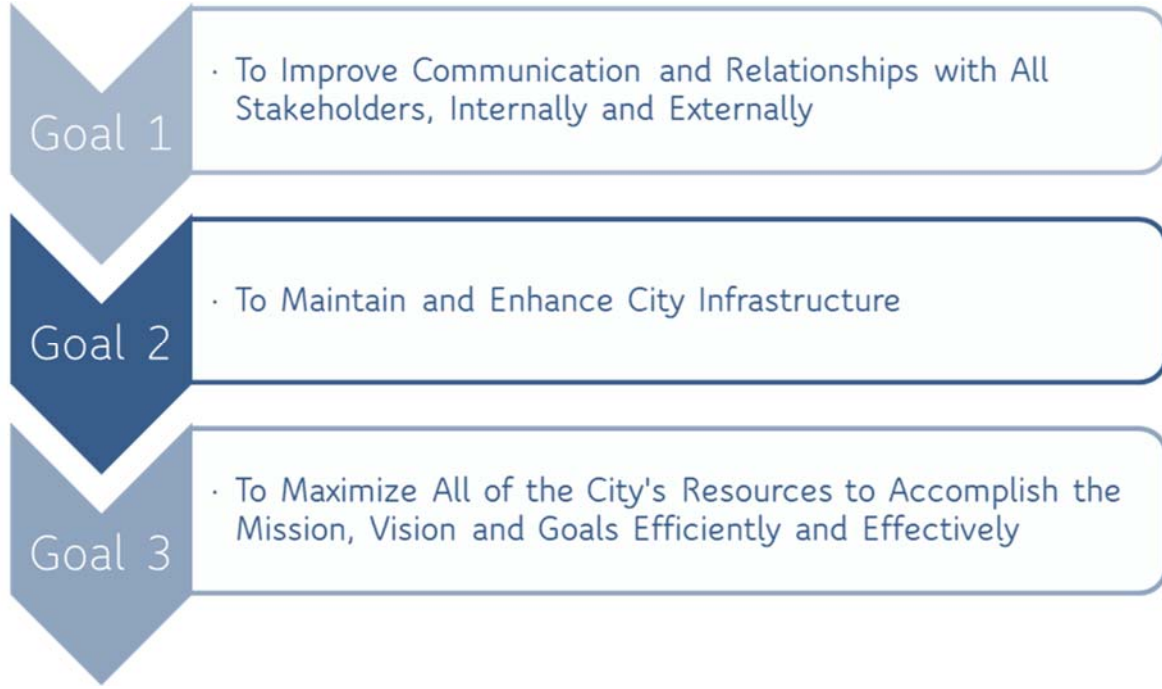 Goal 1
· To Improve Communication and Relationships with All
Stakeholders, Internally and Externally
Goal 2
· To Maintain and Enhance City Infrastructure
Goal 3
· To Maximize All of the City's Resources to Accomplish the
Mission, Vision and Goals Efficiently and Effectively